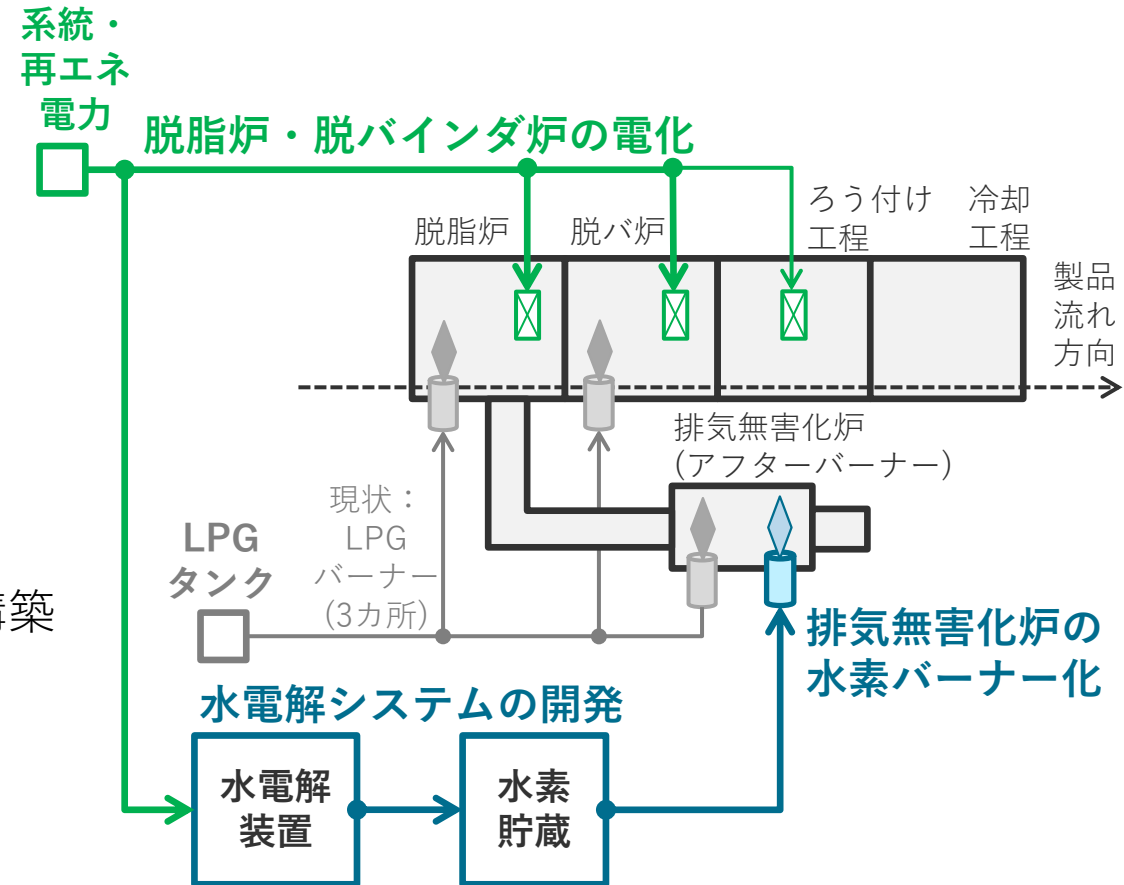 系統・
再エネ
電力
脱脂炉・脱バインダ炉の電化
脱脂炉
脱バ炉
ろう付け
工程
冷却
工程
製品
流れ
方向
排気無害化炉
(アフターバーナー)
現状：
LPG
バーナー
(3カ所)
LPG
タンク
築
排気無害化炉の
水素バーナー化
水電解システムの開発
水電解
装置
水素
貯蔵